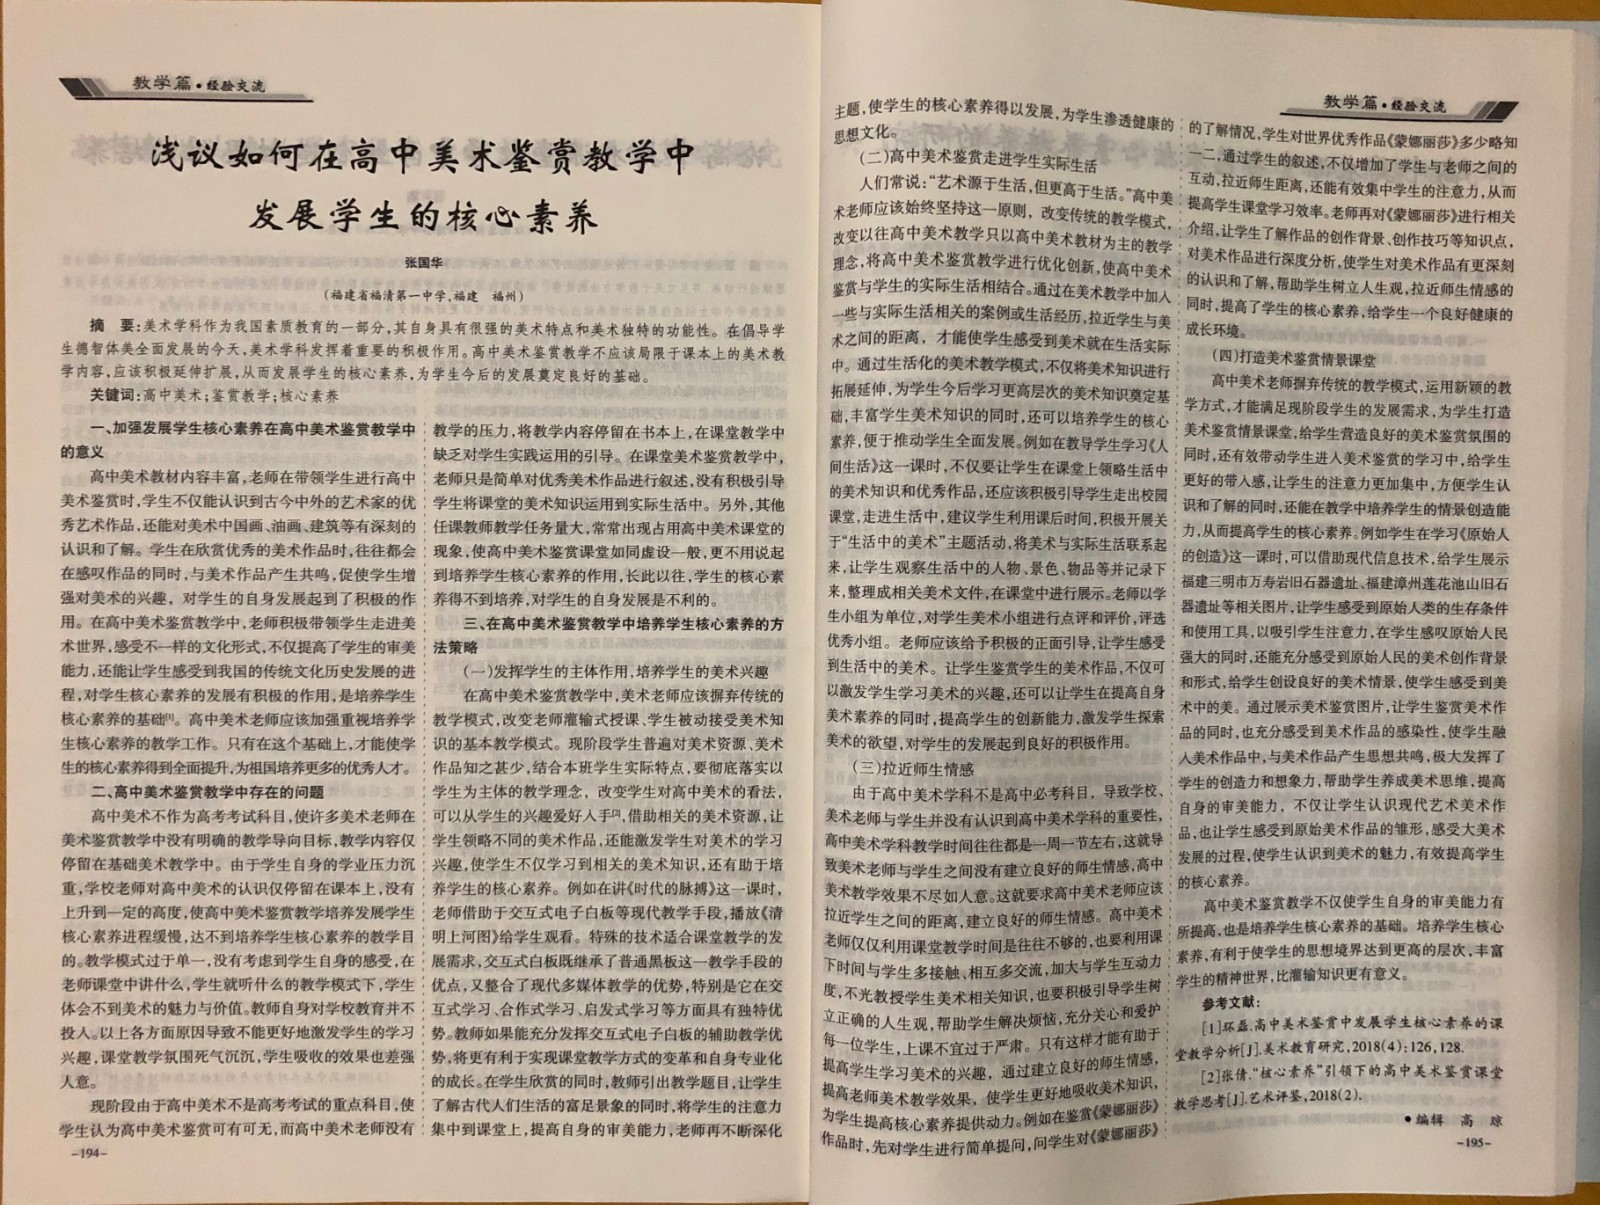 教学篇·经验交流
浅议如何在高中美术鉴赏教学中
发展学生的核心素养
张国华
（福建省福清第一中学，福建　福州）
摘　要：美术学科作为我国素质教育的一部分，其自身具有很强的美术特点和美术独特的功能性。在倡导学
生德智体美全面发展的今天，美术学科发挥着重要的积极作用。高中美术鉴赏教学不应该局限于课本上的美术教
学内容，应该积极延伸扩展，从而发展学生的核心素养，为学生今后的发展奠定良好的基础。
关键词：高中美术；鉴赏教学；核心素养
一、加强发展学生核心素养在高中美术鉴赏教学中
的意义
高中美术教材内容丰富，老师在带领学生进行高中
美术鉴赏时，学生不仅能认识到古今中外的艺术家的优
秀艺术作品，还能对美术中国画、油画、建筑等有深刻的
认识和了解。学生在欣赏优秀的美术作品时，往往都会
在感叹作品的同时，与美术作品产生共鸣，促使学生增
强对美术的兴趣，对学生的自身发展起到了积极的作
用。在高中美术鉴赏教学中，老师积极带领学生走进美
术世界，感受不一样的文化形式，不仅提高了学生的审美
能力，还能让学生感受到我国的传统文化历史发展的进
程，对学生核心素养的发展有积极的作用，是培养学生
核心素养的基础[1]。高中美术老师应该加强重视培养学
生核心素养的教学工作。只有在这个基础上，才能使学
生的核心素养得到全面提升，为祖国培养更多的优秀人才。
二、高中美术鉴赏教学中存在的问题
高中美术不作为高考考试科目，使许多美术老师在
美术鉴赏教学中没有明确的教学导向目标，教学内容仅
停留在基础美术教学中。由于学生自身的学业压力沉
重，学校老师对高中美术的认识仅停留在课本上，没有
上升到一定的高度，使高中美术鉴赏教学培养发展学生
核心素养进程缓慢，达不到培养学生核心素养的教学目
的。教学模式过于单一，没有考虑到学生自身的感受，在
老师课堂中讲什么，学生就听什么的教学模式下，学生
体会不到美术的魅力与价值。教师自身对学校教育并不
投人。以上各方面原因导致不能更好地激发学生的学习
兴趣，课堂教学氛围死气沉沉，学生吸收的效果也差强
人意。
现阶段由于高中美术不是高考考试的重点科目，使
学生认为高中美术鉴赏可有可无，而高中美术老师没有
教学的压力，将教学内容停留在书本上，在课堂教学中
缺乏对学生实践运用的引导。在课堂美术鉴赏教学中，
老师只是简单对优秀美术作品进行叙述，没有积极引导
学生将课堂的美术知识运用到实际生活中。另外，其他
任课教师教学任务量大，常常出现占用高中美术课堂的
现象，使高中美术鉴赏课堂如同虚设一般，更不用说起
到培养学生核心素养的作用，长此以往，学生的核心素
养得不到培养，对学生的自身发展是不利的。
三、在高中美术鉴赏教学中培养学生核心素养的方
法策略
（一）发挥学生的主体作用，培养学生的美术兴趣
在高中美术鉴赏教学中，美术老师应该摒弃传统的
教学模式，改变老师灌输式授课、学生被动接受美术知
识的基本教学模式。现阶段学生普遍对美术资源、美术
作品知之甚少，结合本班学生实际特点，要彻底落实以
学生为主体的教学理念，改变学生对高中美术的看法，
可以从学生的兴趣爱好人手[2]，借助相关的美术资源，让
学生领略不同的美术作品，还能激发学生对美术的学习
兴趣，使学生不仅学习到相关的美术知识，还有助于培
养学生的核心素养。例如在讲《时代的脉搏》这一课时，
老师借助于交互式电子白板等现代教学手段，播放《清
明上河图》给学生观看。特殊的技术适合课堂教学的发
展需求，交互式白板既继承了普通黑板这一教学手段的
优点，又整合了现代多媒体教学的优势，特别是它在交
互式学习、合作式学习、启发式学习等方面具有独特优
势。教师如果能充分发挥交互式电子白板的辅助教学优
势，将更有利于实现课堂教学方式的变革和自身专业化
的成长。在学生欣赏的同时，教师引出教学题目，让学生
了解古代人们生活的富足景象的同时，将学生的注意力
集中到课堂上，提高自身的审美能力，老师再不断深化
-194-
教学篇·经验交流
主题，使学生的核心素养得以发展，为学生渗透健康的
思想文化。
（二）高中美术鉴赏走进学生实际生活
人们常说：“艺术源于生活，但更高于生活。”高中美
术老师应该始终坚持这一原则，改变传统的教学模式，
改变以往高中美术教学只以高中美术教材为主的教学
理念，将高中美术鉴赏教学进行优化创新，使高中美术
鉴赏与学生的实际生活相结合。通过在美术教学中加人
一些与实际生活相关的案例或生活经历，拉近学生与美
术之间的距离，才能使学生感受到美术就在生活实际
中。通过生活化的美术教学模式，不仅将美术知识进行
拓展延伸，为学生今后学习更高层次的美术知识奠定基
础，丰富学生美术知识的同时，还可以培养学生的核心
素养，便于推动学生全面发展。例如在教导学生学习《人
间生活》这一课时，不仅要让学生在课堂上领略生活中
的美术知识和优秀作品，还应该积极引导学生走出校园
课堂，走进生活中，建议学生利用课后时间，积极开展关
于“生活中的美术”主题活动，将美术与实际生活联系起
来，让学生观察生活中的人物、景色、物品等并记录下
来，整理成相关美术文件，在课堂中进行展示。老师以学
生小组为单位，对学生美术小组进行点评和评价，评选
优秀小组。老师应该给予积极的正面引导，让学生感受
到生活中的美术。让学生鉴赏学生的美术作品，不仅可
以激发学生学习美术的兴趣，还可以让学生在提高自身
美术素养的同时，提高学生的创新能力，激发学生探索
美术的欲望，对学生的发展起到良好的积极作用。
（三）拉近师生情感
由于高中美术学科不是高中必考科目，导致学校、
美术老师与学生并没有认识到高中美术学科的重要性，
高中美术学科教学时间往往都是一周一节左右，这就导
致美术老师与学生之间没有建立良好的师生情感，高中
美术教学效果不尽如人意。这就要求高中美术老师应该
拉近学生之间的距离，建立良好的师生情感。高中美术
老师仅仅利用课堂教学时间是往往不够的，也要利用课
下时间与学生多接触、相互多交流，加大与学生互动力
度，不光教授学生美术相关知识，也要积极引导学生树
立正确的人生观，帮助学生解决烦恼，充分关心和爱护
每一位学生，上课不宜过于严肃。只有这样才能有助于
提高学生学习美术的兴趣，通过建立良好的师生情感，
提高老师美术教学效果，使学生更好地吸收美术知识，
为学生提高核心素养提供动力。例如在鉴赏《蒙娜丽莎》
作品时，先对学生进行简单提问，问学生对《蒙娜丽莎》
的了解情况，学生对世界优秀作品《蒙娜丽莎》多少略知
一二，通过学生的叙述，不仅增加了学生与老师之间的
互动，拉近师生距离，还能有效集中学生的注意力，从而
提高学生课堂学习效率。老师再对《蒙娜丽莎》进行相关
介绍，让学生了解作品的创作背景、创作技巧等知识点，
对美术作品进行深度分析，使学生对美术作品有更深刻
的认识和了解，帮助学生树立人生观，拉近师生情感的
同时，提高了学生的核心素养，给学生一个良好健康的
成长环境。
（四）打造美术鉴赏情景课堂
高中美术老师摒弃传统的教学模式，运用新颖的教
学方式，才能满足现阶段学生的发展需求，为学生打造
美术鉴赏情景课堂，给学生营造良好的美术鉴赏氛围的
同时，还有效带动学生进人美术鉴赏的学习中，给学生
更好的带入感，让学生的注意力更加集中，方便学生认
识和了解的同时，还能在教学中培养学生的情景创造能
力，从而提高学生的核心素养。例如学生在学习《原始人
的创造》这一课时，可以借助现代信息技术，给学生展示
福建三明市万寿岩旧石器遗址、福建漳州莲花池山旧石
器遗址等相关图片，让学生感受到原始人类的生存条件
和使用工具，以吸引学生注意力，在学生感叹原始人民
强大的同时，还能充分感受到原始人民的美术创作背景
和形式，给学生创设良好的美术情景，使学生感受到美
术中的美。通过展示美术鉴赏图片，让学生鉴赏美术作
品的同时，也充分感受到美术作品的感染性，使学生融
人美术作品中，与美术作品产生思想共鸣，极大发挥了
学生的创造力和想象力，帮助学生养成美术思维，提高
自身的审美能力，不仅让学生认识现代艺术美术作
品，也让学生感受到原始美术作品的雏形，感受大美术
发展的过程，使学生认识到美术的魅力，有效提高学生
的核心素养。
高中美术鉴赏教学不仅使学生自身的审美能力有
所提高，也是培养学生核心素养的基础。培养学生核心
素养，有利于使学生的思想境界达到更高的层次，丰富
学生的精神世界，比灌输知识更有意义。
参考文献：
[1]环磊.高中美术鉴赏中发展学生核心素养的课
堂教学分析[J].美术教育研究，2018(4)：126，128.
[2]张倩.“核心素养”引领下的高中美术鉴赏课堂
教学思考[J].艺术评鉴，2018(2).
•编辑　高　琼
-195-